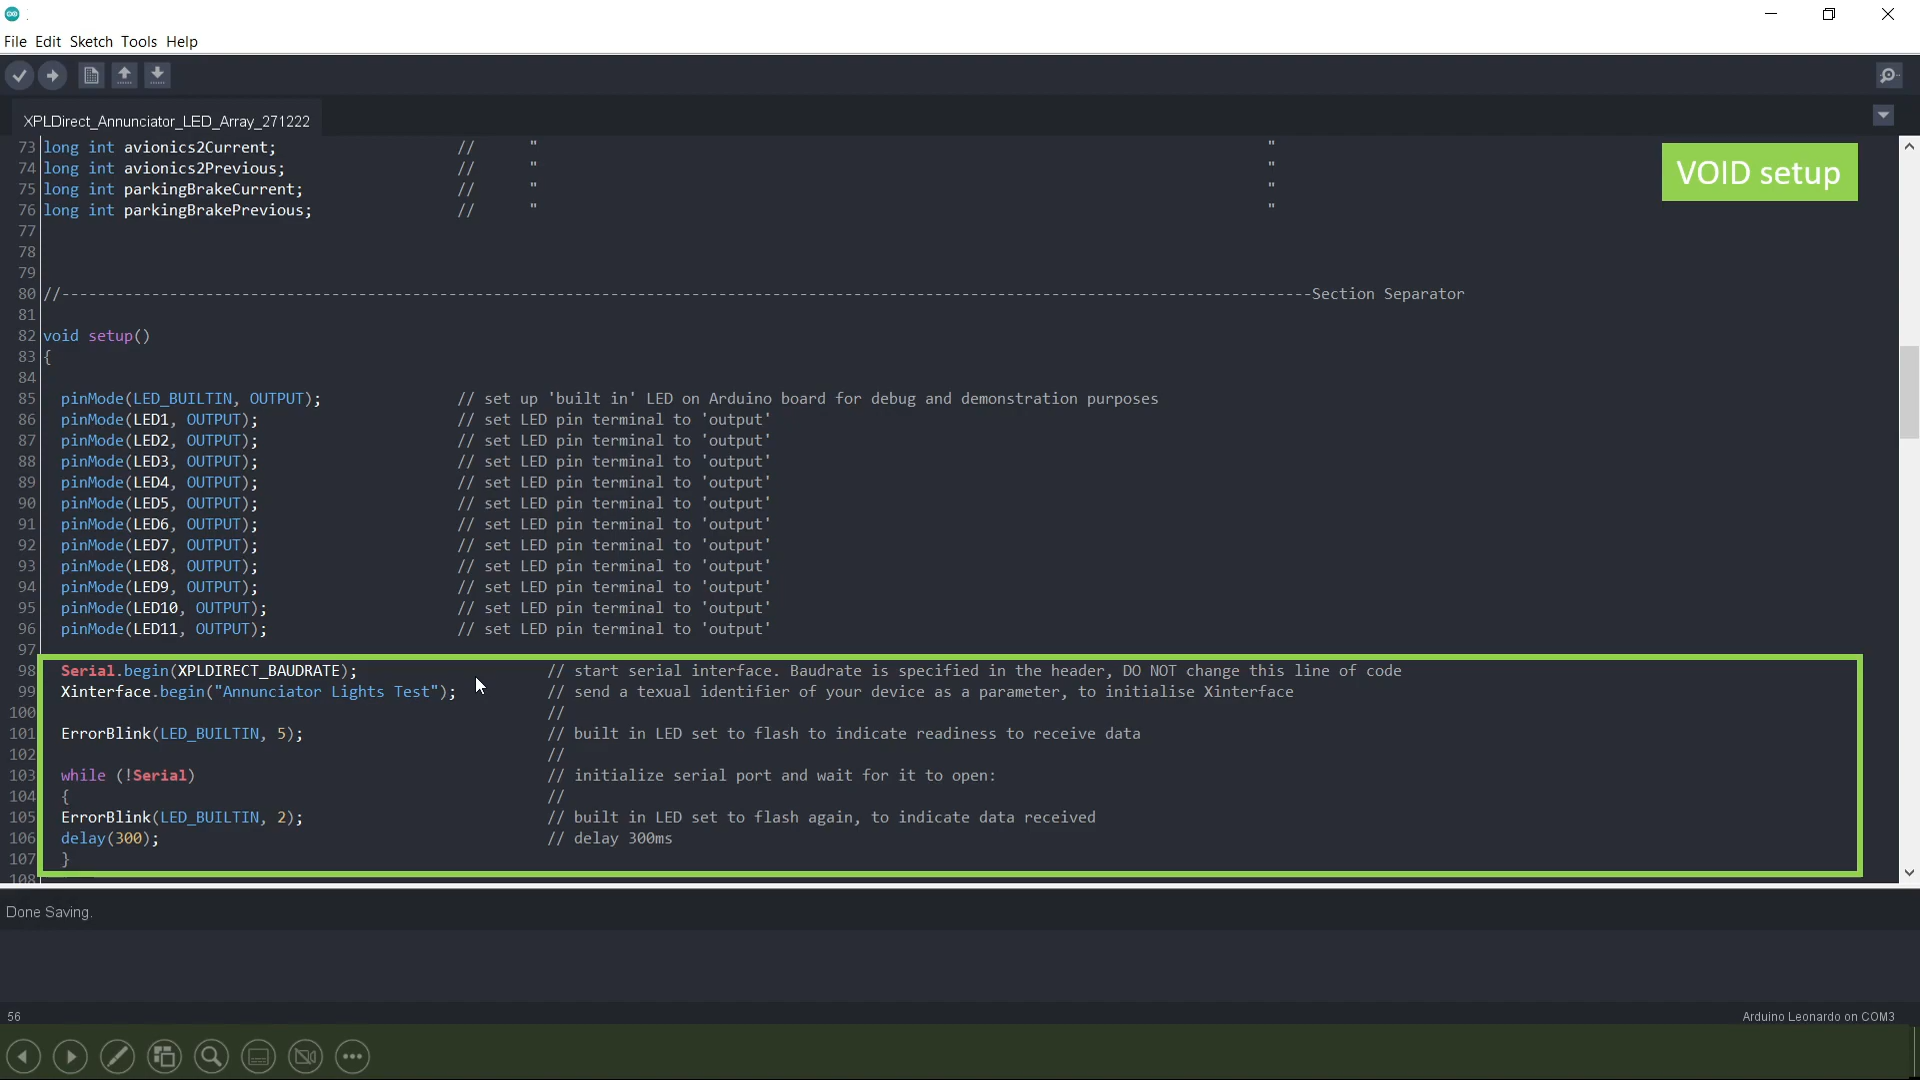 File Edit Sketch Tools Help
XPLDirect_Annunciator_LED_Array_271222
VOID setup
73 long int avionics2Current; // " "
74 long int avionics2Previous; // " "
75 long int parkingBrakeCurrent; // " "
76 long int parkingBrakePrevious; // " "
77
78
79
80 //-------------------------------------------------------------------------------------------------------------------------------------------Section Separator
81
82 void setup()
83 {
84
85 pinMode(LED_BUILTIN, OUTPUT); // set up 'built in' LED on Arduino board for debug and demonstration purposes
86 pinMode(LED1, OUTPUT); // set LED pin terminal to 'output'
87 pinMode(LED2, OUTPUT); // set LED pin terminal to 'output'
88 pinMode(LED3, OUTPUT); // set LED pin terminal to 'output'
89 pinMode(LED4, OUTPUT); // set LED pin terminal to 'output'
90 pinMode(LED5, OUTPUT); // set LED pin terminal to 'output'
91 pinMode(LED6, OUTPUT); // set LED pin terminal to 'output'
92 pinMode(LED7, OUTPUT); // set LED pin terminal to 'output'
93 pinMode(LED8, OUTPUT); // set LED pin terminal to 'output'
94 pinMode(LED9, OUTPUT); // set LED pin terminal to 'output'
95 pinMode(LED10, OUTPUT); // set LED pin terminal to 'output'
96 pinMode(LED11, OUTPUT); // set LED pin terminal to 'output'
97
98 Serial.begin(XPLDIRECT_BAUDRATE); // start serial interface. Baudrate is specified in the header, DO NOT change this line of code
99 Xinterface.begin("Annunciator Lights Test"); // send a texual identifier of your device as a parameter, to initialise Xinterface
100 //
101 ErrorBlink(LED_BUILTIN, 5); // built in LED set to flash to indicate readiness to receive data
102 //
103 while (!Serial) // initialize serial port and wait for it to open:
104 { //
105 ErrorBlink(LED_BUILTIN, 2); // built in LED set to flash again, to indicate data received
106 delay(300); // delay 300ms
107 }
108
Done Saving.
56
Arduino Leonardo on COM3